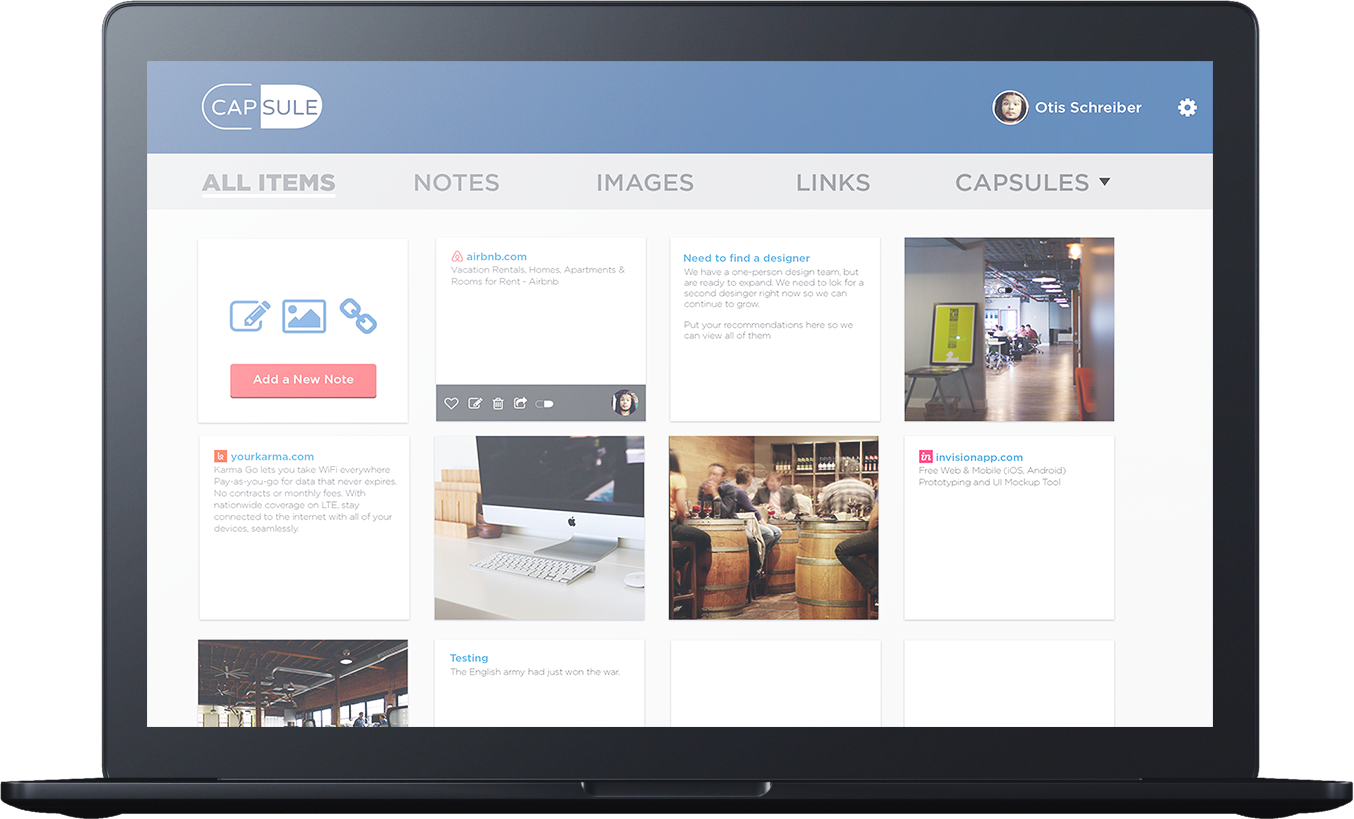 CAPSULE
Otis Schreiber
ALL ITEMS
NOTES
IMAGES
LINKS
CAPSULES
Add a New Note
airbnb.com
Vacation Rentals, Homes, Apartments &
Rooms for Rent - Airbnb
Need to find a designer
We have a one-person design team, but
are ready to expand. We need to lok for a
second desinger right now so we can
continue to grow.
Put your recommendations here so we
can view all of them
yourkarma.com
Karma Go lets you take WiFi everywhere
Pay-as-you-go for data that never expires.
No contracts or monthly fees. With
nationwide coverage on LTE, stay
connected to the internet with all of your
devices, seamlessly.
in invisionapp.com
Free Web & Mobile (iOS, Android)
Prototyping and UI Mockup Tool
Testing
The English army had just won the war.